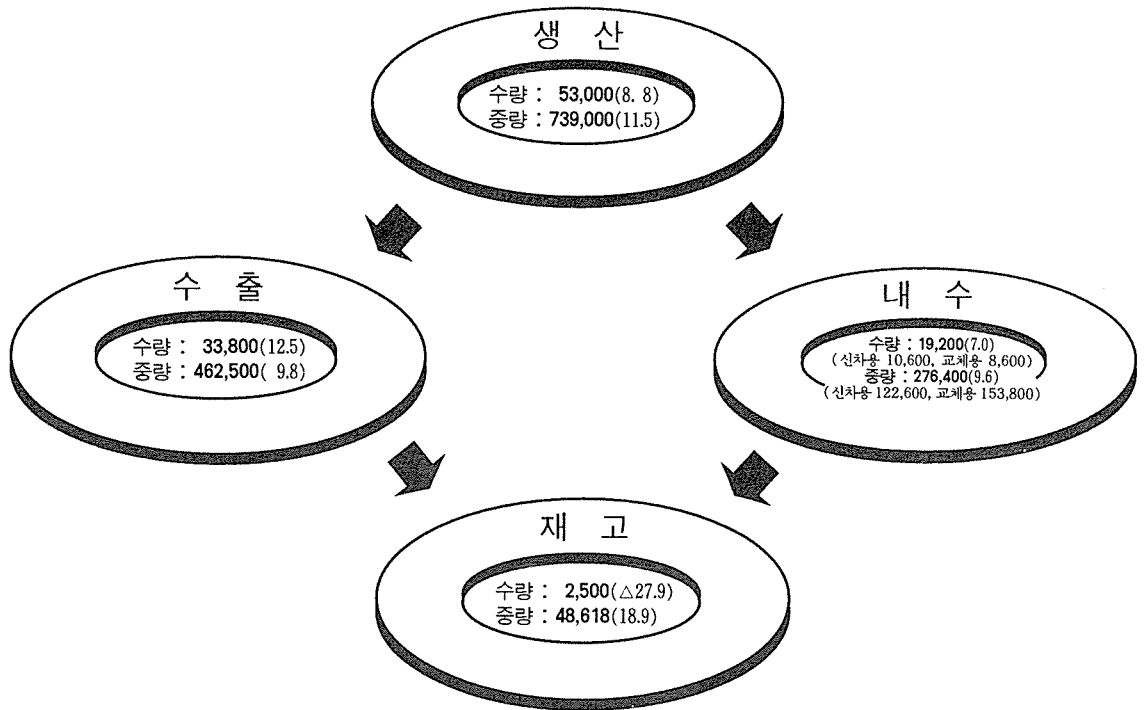 생 산
수량 : 53,000(8. 8)
중량 : 739,000(11.5)
수 출
수량 : 33,800(12.5)
중량 : 462,500( 9.8)
내 수
수량 : 19,200(7.0)
(신차용 10,600, 교체용 8,600)
중량 : 276,400(9.6)
(신차용 122,600, 교체용 153,800)
재 고
수량 : 2,500(△27.9)
중량 : 48,618(18.9)